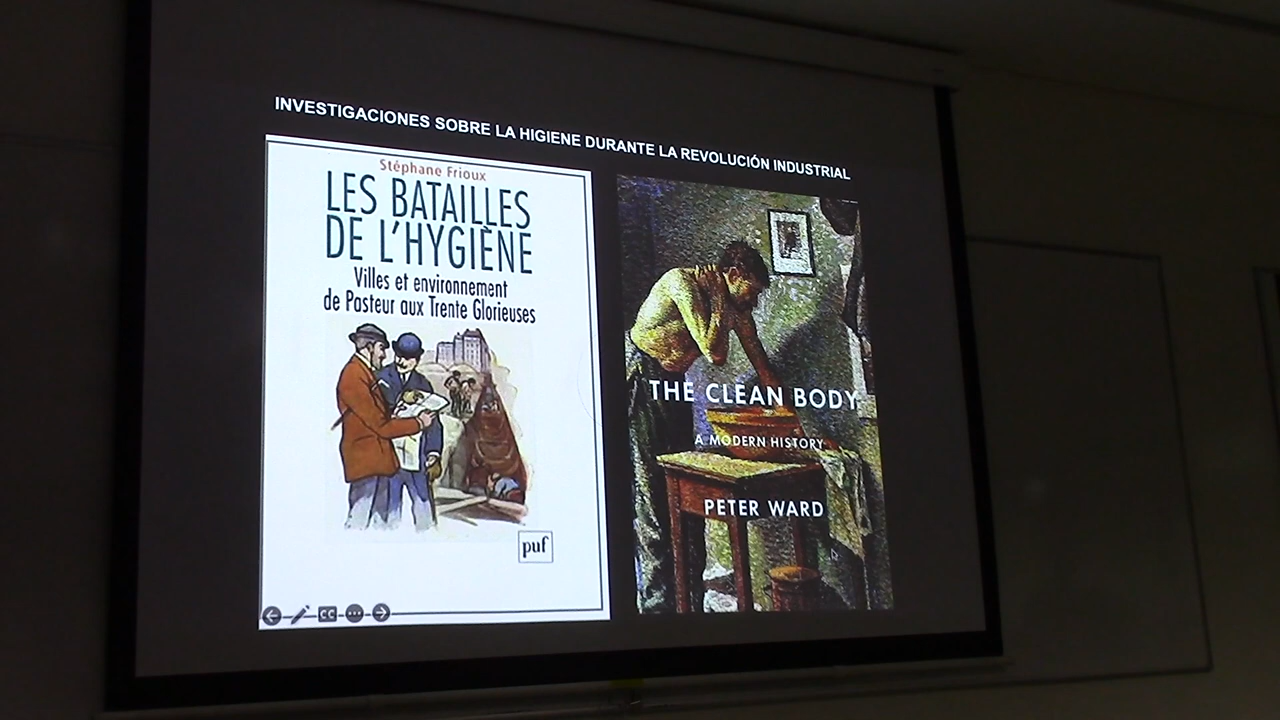 INVESTIGACIONES SOBRE LA HIGIENE DURANTE LA REVOLUCIÓN INDUSTRIAL
Stéphane Frioux
LES BATAILLES
DE L'HYGIÈNE
Villes et environnement
de Pasteur aux Trente Glorieuses
puf
CC
THE CLEAN BODY
A MODERN HISTORY
PETER WARD